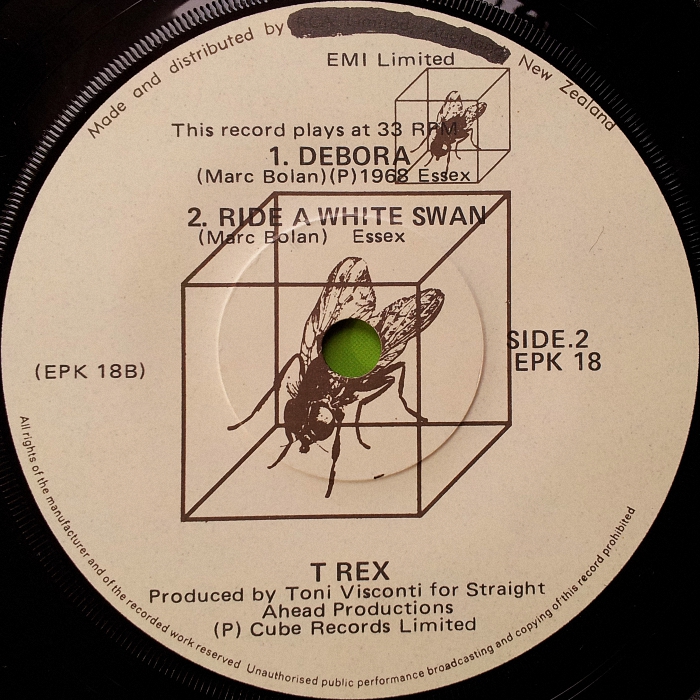 Made and distributed by
EMI Limited
New Zealand
This record plays at 33 RPM
1. DEBORA
(Marc Bolan)(P)1968 Essex
2. RIDE A WHITE SWAN
(Marc Bolan) Essex
SIDE.2
EPK 18
(EPK 18B)
T REX
Produced by Toni Visconti for Straight
Ahead Productions
(P) Cube Records Limited
All rights of the manufacturer and of the recorded work reserved Unauthorised public performance broadcasting and copying of this record prohibited